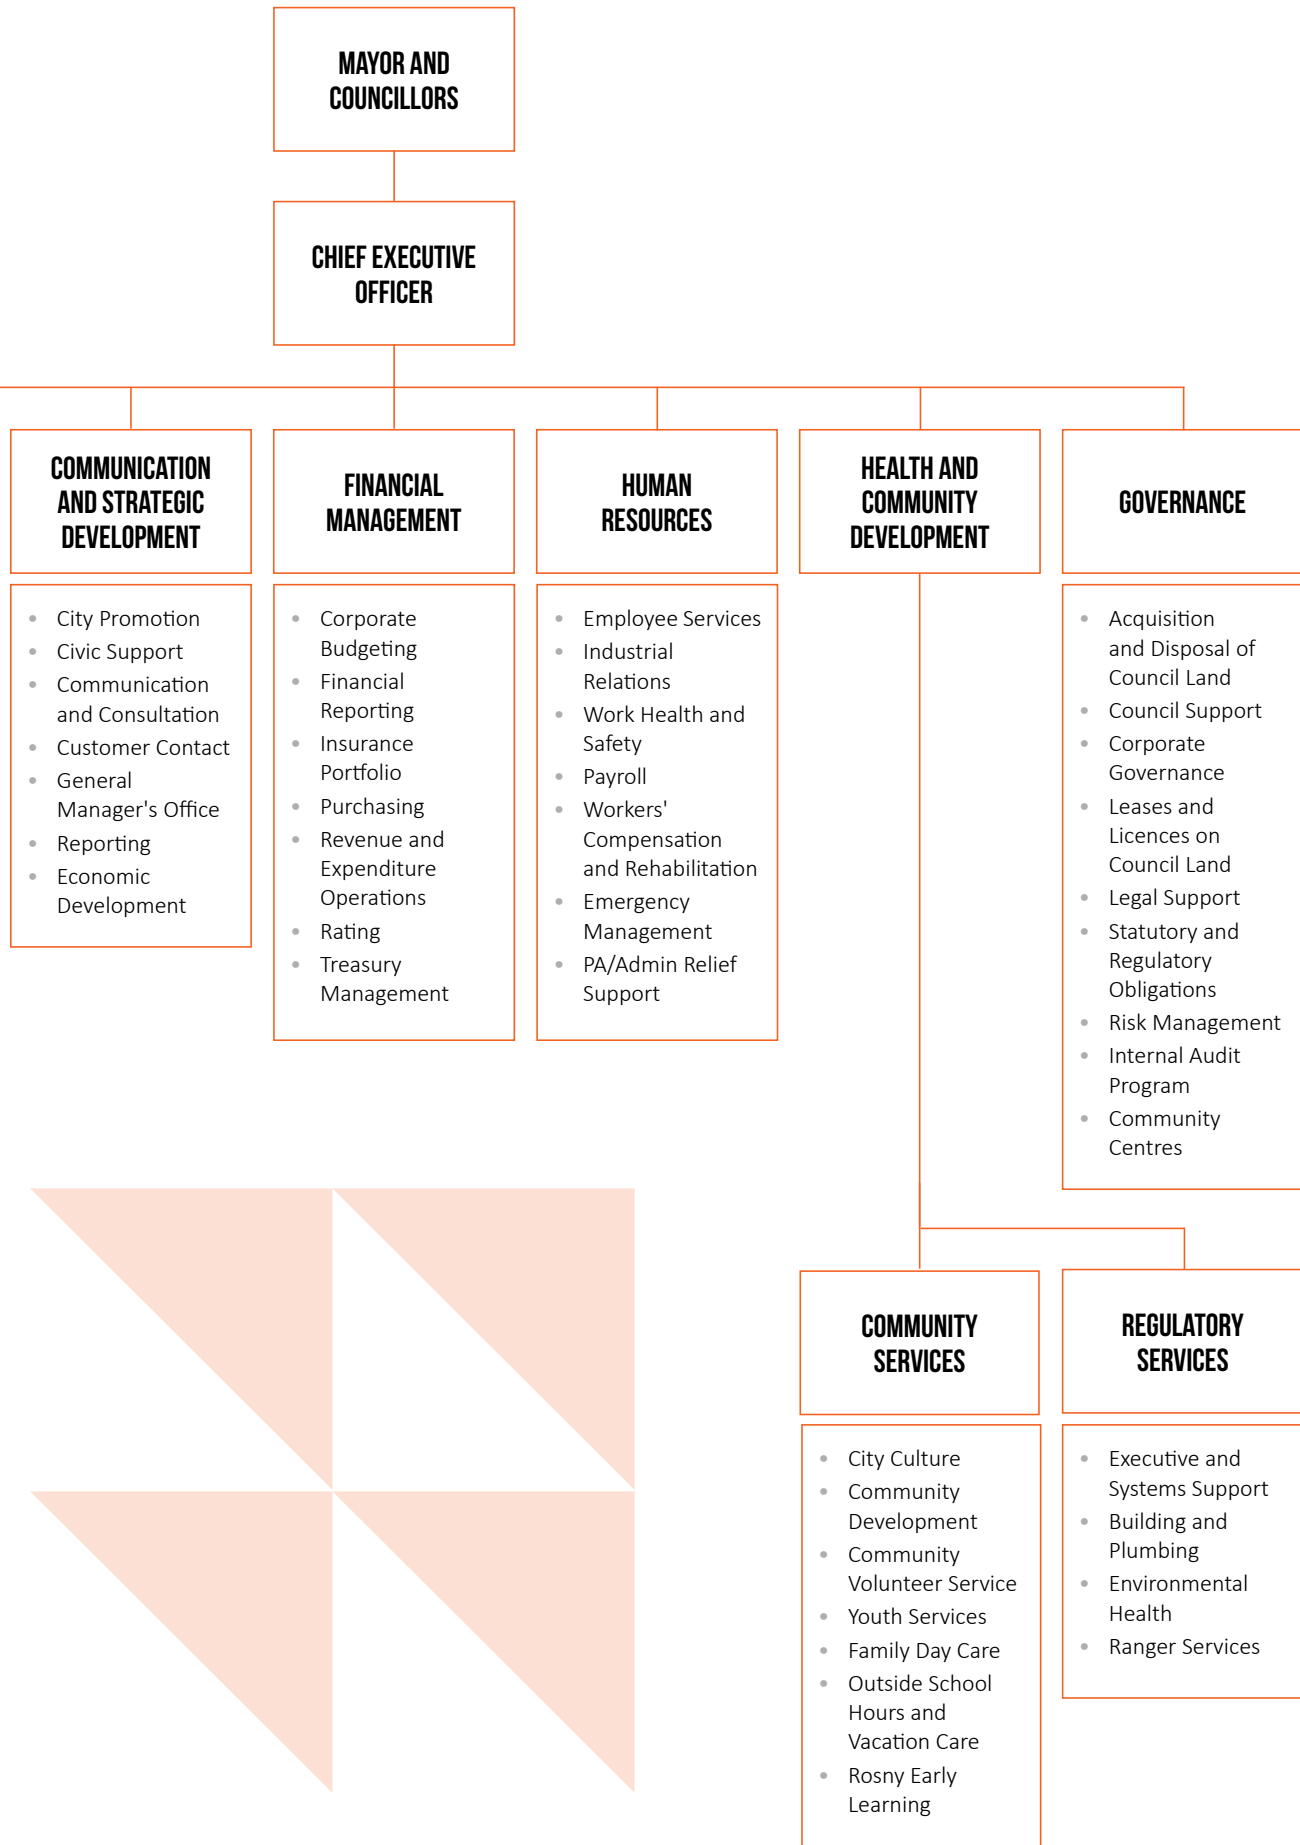 MAYOR AND
COUNCILLORS
CHIEF EXECUTIVE
OFFICER
COMMUNICATION
AND STRATEGIC
DEVELOPMENT
• City Promotion
• Civic Support
• Communication
and Consultation
• Customer Contact
• General
Manager's Office
• Reporting
• Economic
Development
FINANCIAL
MANAGEMENT
• Corporate
Budgeting
• Financial
Reporting
• Insurance
Portfolio
• Purchasing
• Revenue and
Expenditure
Operations
• Rating
• Treasury
Management
HUMAN
RESOURCES
• Employee Services
• Industrial
Relations
• Work Health and
Safety
• Payroll
• Workers'
Compensation
and Rehabilitation
• Emergency
Management
• PA/Admin Relief
Support
HEALTH AND
COMMUNITY
DEVELOPMENT
GOVERNANCE
• Acquisition
and Disposal of
Council Land
• Council Support
• Corporate
Governance
• Leases and
Licences on
Council Land
• Legal Support
• Statutory and
Regulatory
Obligations
• Risk Management
• Internal Audit
Program
• Community
Centres
COMMUNITY
SERVICES
• City Culture
• Community
Development
• Community
Volunteer Service
• Youth Services
• Family Day Care
• Outside School
Hours and
Vacation Care
• Rosny Early
Learning
REGULATORY
SERVICES
• Executive and
Systems Support
• Building and
Plumbing
• Environmental
Health
• Ranger Services